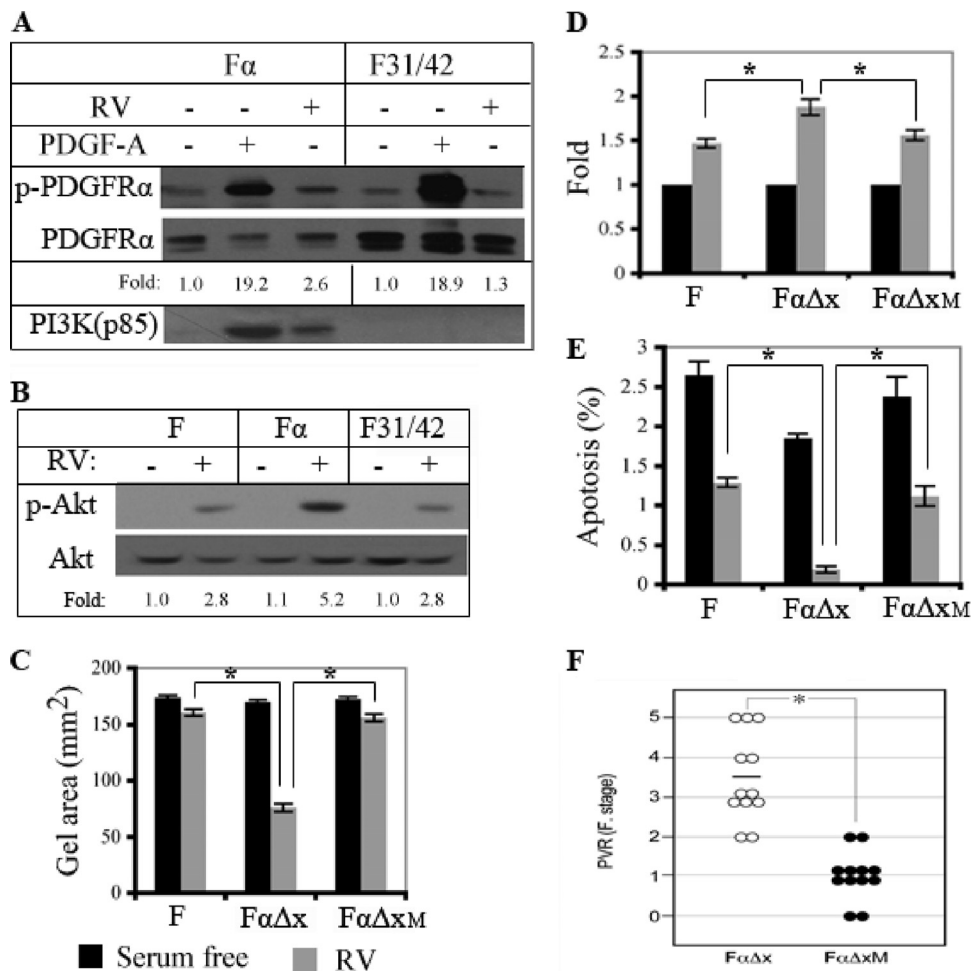 A
Fα F31/42
RV - - + - - +
PDGF-A - + - - + -
p-PDGFRα
PDGFRα
Fold: 1.0 19.2 2.6 1.0 18.9 1.3
PI3K(p85)
B
F Fα F31/42
RV: - + - + - +
p-Akt
Akt
Fold: 1.0 2.8 1.1 5.2 1.0 2.8
C
Gel area (mm2)
200
150
100
50
0
* *
F FαΔx FαΔxM
Serum free RV
D
Fold
2.5
2
1.5
1
0.5
0
* *
F FαΔx FαΔxM
E
Apotosis (%)
3
2.5
2
1.5
1
0.5
0
* *
F FαΔx FαΔxM
F
PVR (F. stage)
5
4
3
2
1
0
*
FαΔx FαΔxM